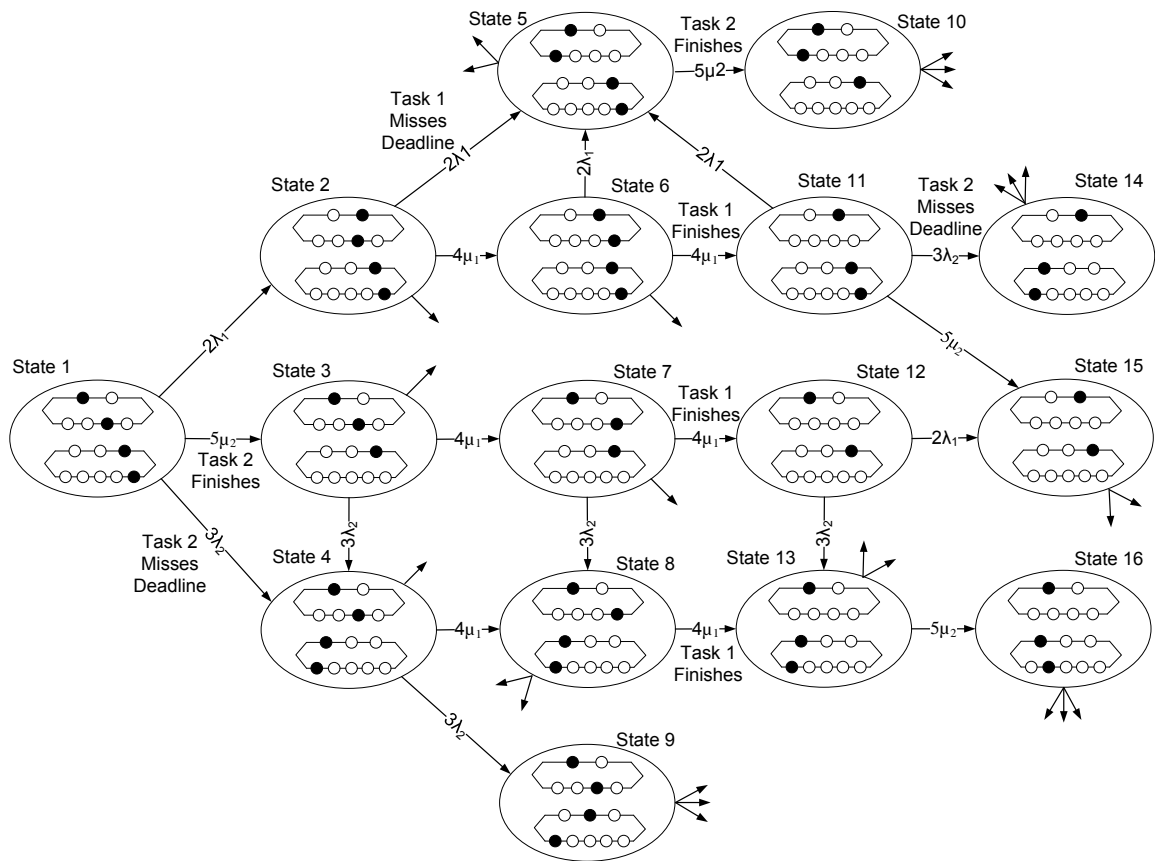 State 5
Task 2
Finishes
State 10
5μ2
Task 1
Misses
Deadline
2λ1
2λ₁
2λ1
State 2
State 6
State 11
Task 2
Misses
Deadline
State 14
Task 1
Finishes
4μ₁
4μ₁
3λ₂
2λ₁
5μ₂
State 1
State 3
State 7
Task 1
Finishes
State 12
State 15
5μ₂
Task 2
Finishes
4μ₁
4μ₁
2λ₁
3λ₂
Task 2
Misses
Deadline
3λ₂
3λ₂
3λ₂
State 4
State 8
State 13
State 16
4μ₁
4μ₁
Task 1
Finishes
5μ₂
3λ₂
State 9